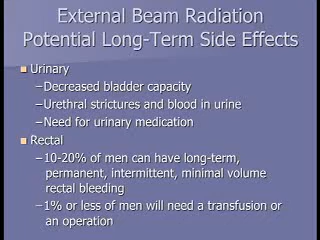 External Beam Radiation
Potential Long-Term Side Effects
Urinary
–Decreased bladder capacity
–Urethral strictures and blood in urine
–Need for urinary medication
Rectal
–10-20% of men can have long-term,
permanent, intermittent, minimal volume
rectal bleeding
–1% or less of men will need a transfusion or
an operation